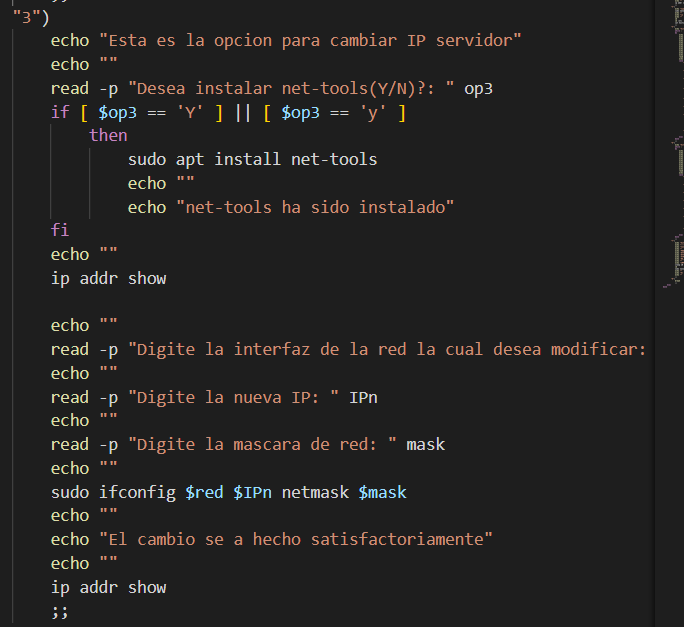 "3")
echo "Esta es la opcion para cambiar IP servidor"
echo ""
read -p "Desea instalar net-tools(Y/N)?: " op3
if [ $op3 == 'Y' ] || [ $op3 == 'y' ]
then
sudo apt install net-tools
echo ""
echo "net-tools ha sido instalado"
fi
echo ""
ip addr show
echo ""
read -p "Digite la interfaz de la red la cual desea modificar:
echo ""
read -p "Digite la nueva IP: " IPn
echo ""
read -p "Digite la mascara de red: " mask
echo ""
sudo ifconfig $red $IPn netmask $mask
echo ""
echo "El cambio se a hecho satisfactoriamente"
echo ""
ip addr show
;;